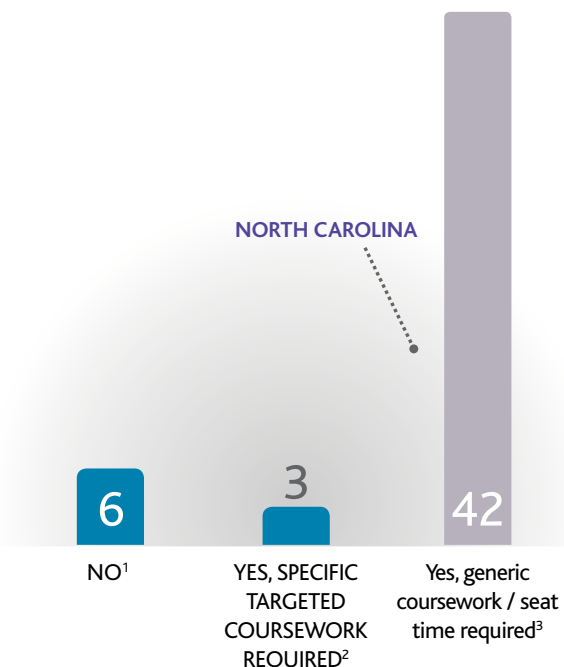 NORTH CAROLINA
6
3
42
NO¹
YES, SPECIFIC
TARGETED
COURSEWORK
REQUIRED²
Yes, generic
coursework / seat
time required³